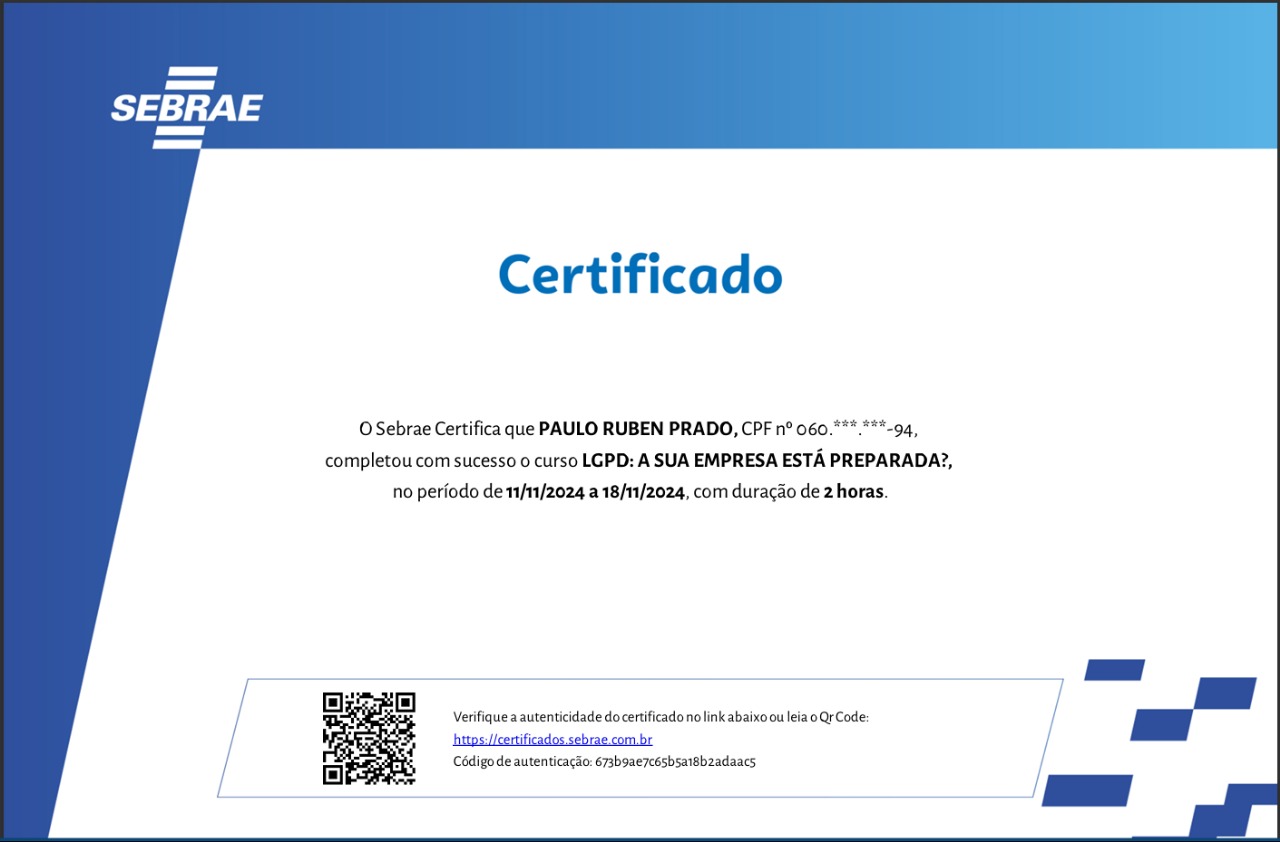 SEBRAE
Certificado
O Sebrae Certifica que PAULO RUBEN PRADO, CPF nº 060.***.***-94,
completou com sucesso o curso LGPD: A SUA EMPRESA ESTÁ PREPARADA?,
no período de 11/11/2024 a 18/11/2024, com duração de 2 horas.
Verifique a autenticidade do certificado no link abaixo ou leia o Qr Code:
https://certificados.sebrae.com.br
Código de autenticação: 673b9ae7c65b5a18b2adaac5